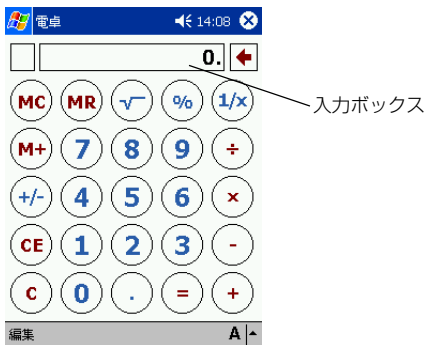 電卓 14:08
0.
入力ボックス
MC MR √ % 1/x
M+ 7 8 9 ÷
+/- 4 5 6 ×
CE 1 2 3 -
C 0 . = +
編集 A